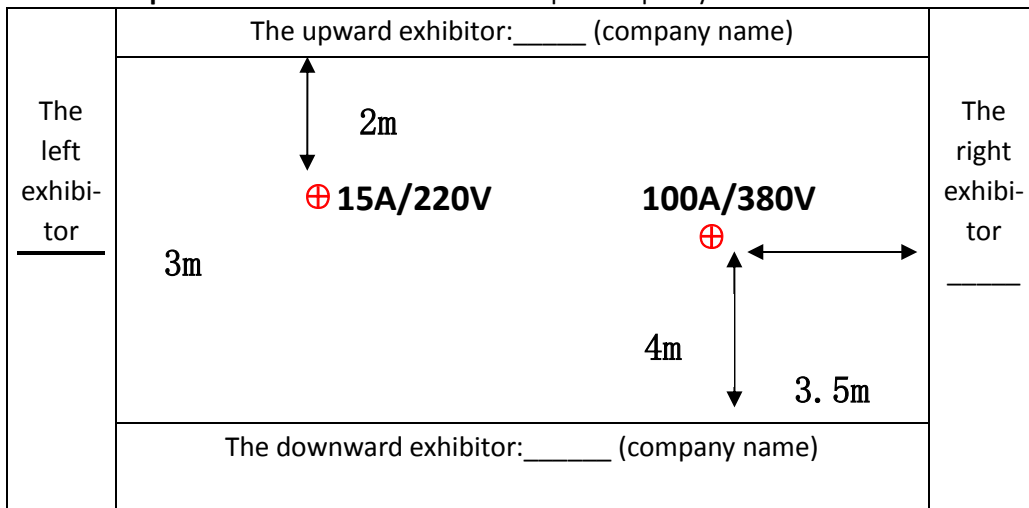 The upward exhibitor:_____ (company name)
The
left
exhibi-
tor
2m
15A/220V
100A/380V
3m
4m
3.5m
The
right
exhibi-
tor
_____
The downward exhibitor:______ (company name)